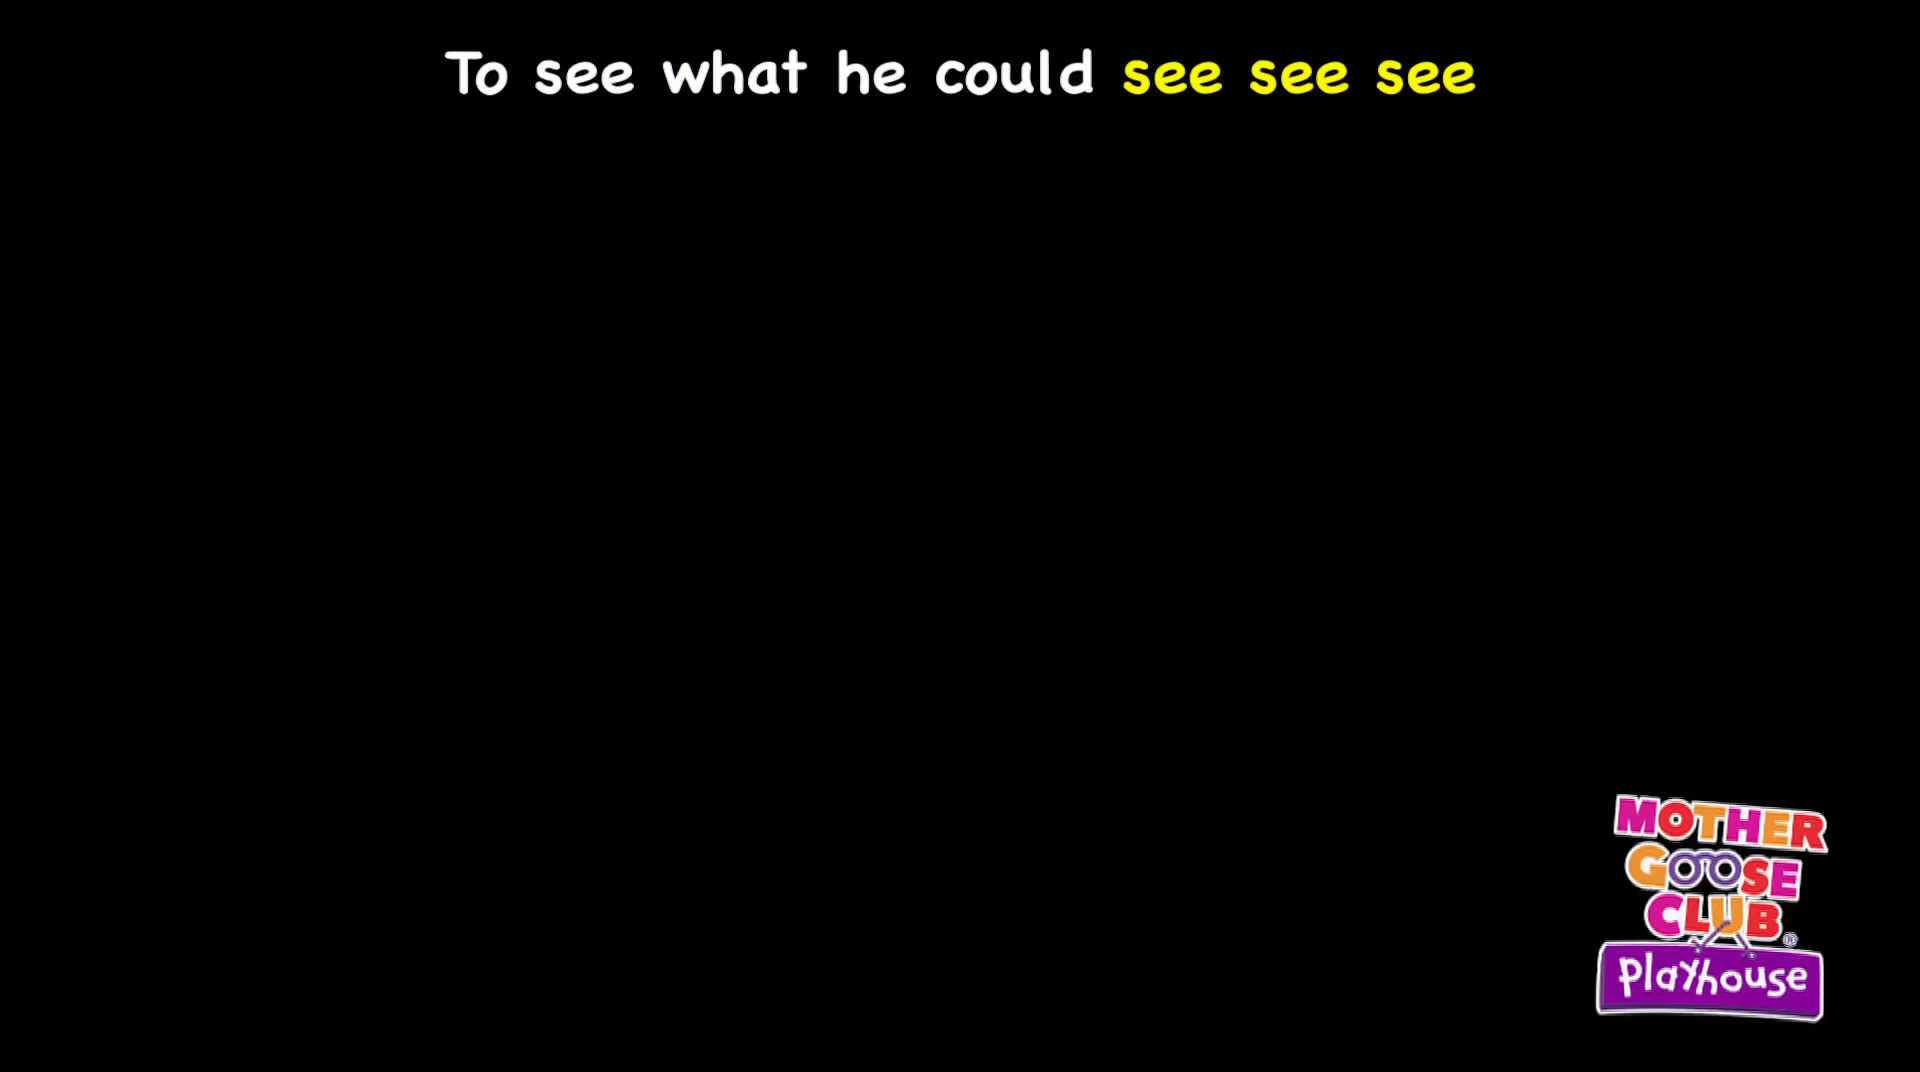 To see what he could see see see
MOTHER
GOOSE
CLUB®
Playhouse